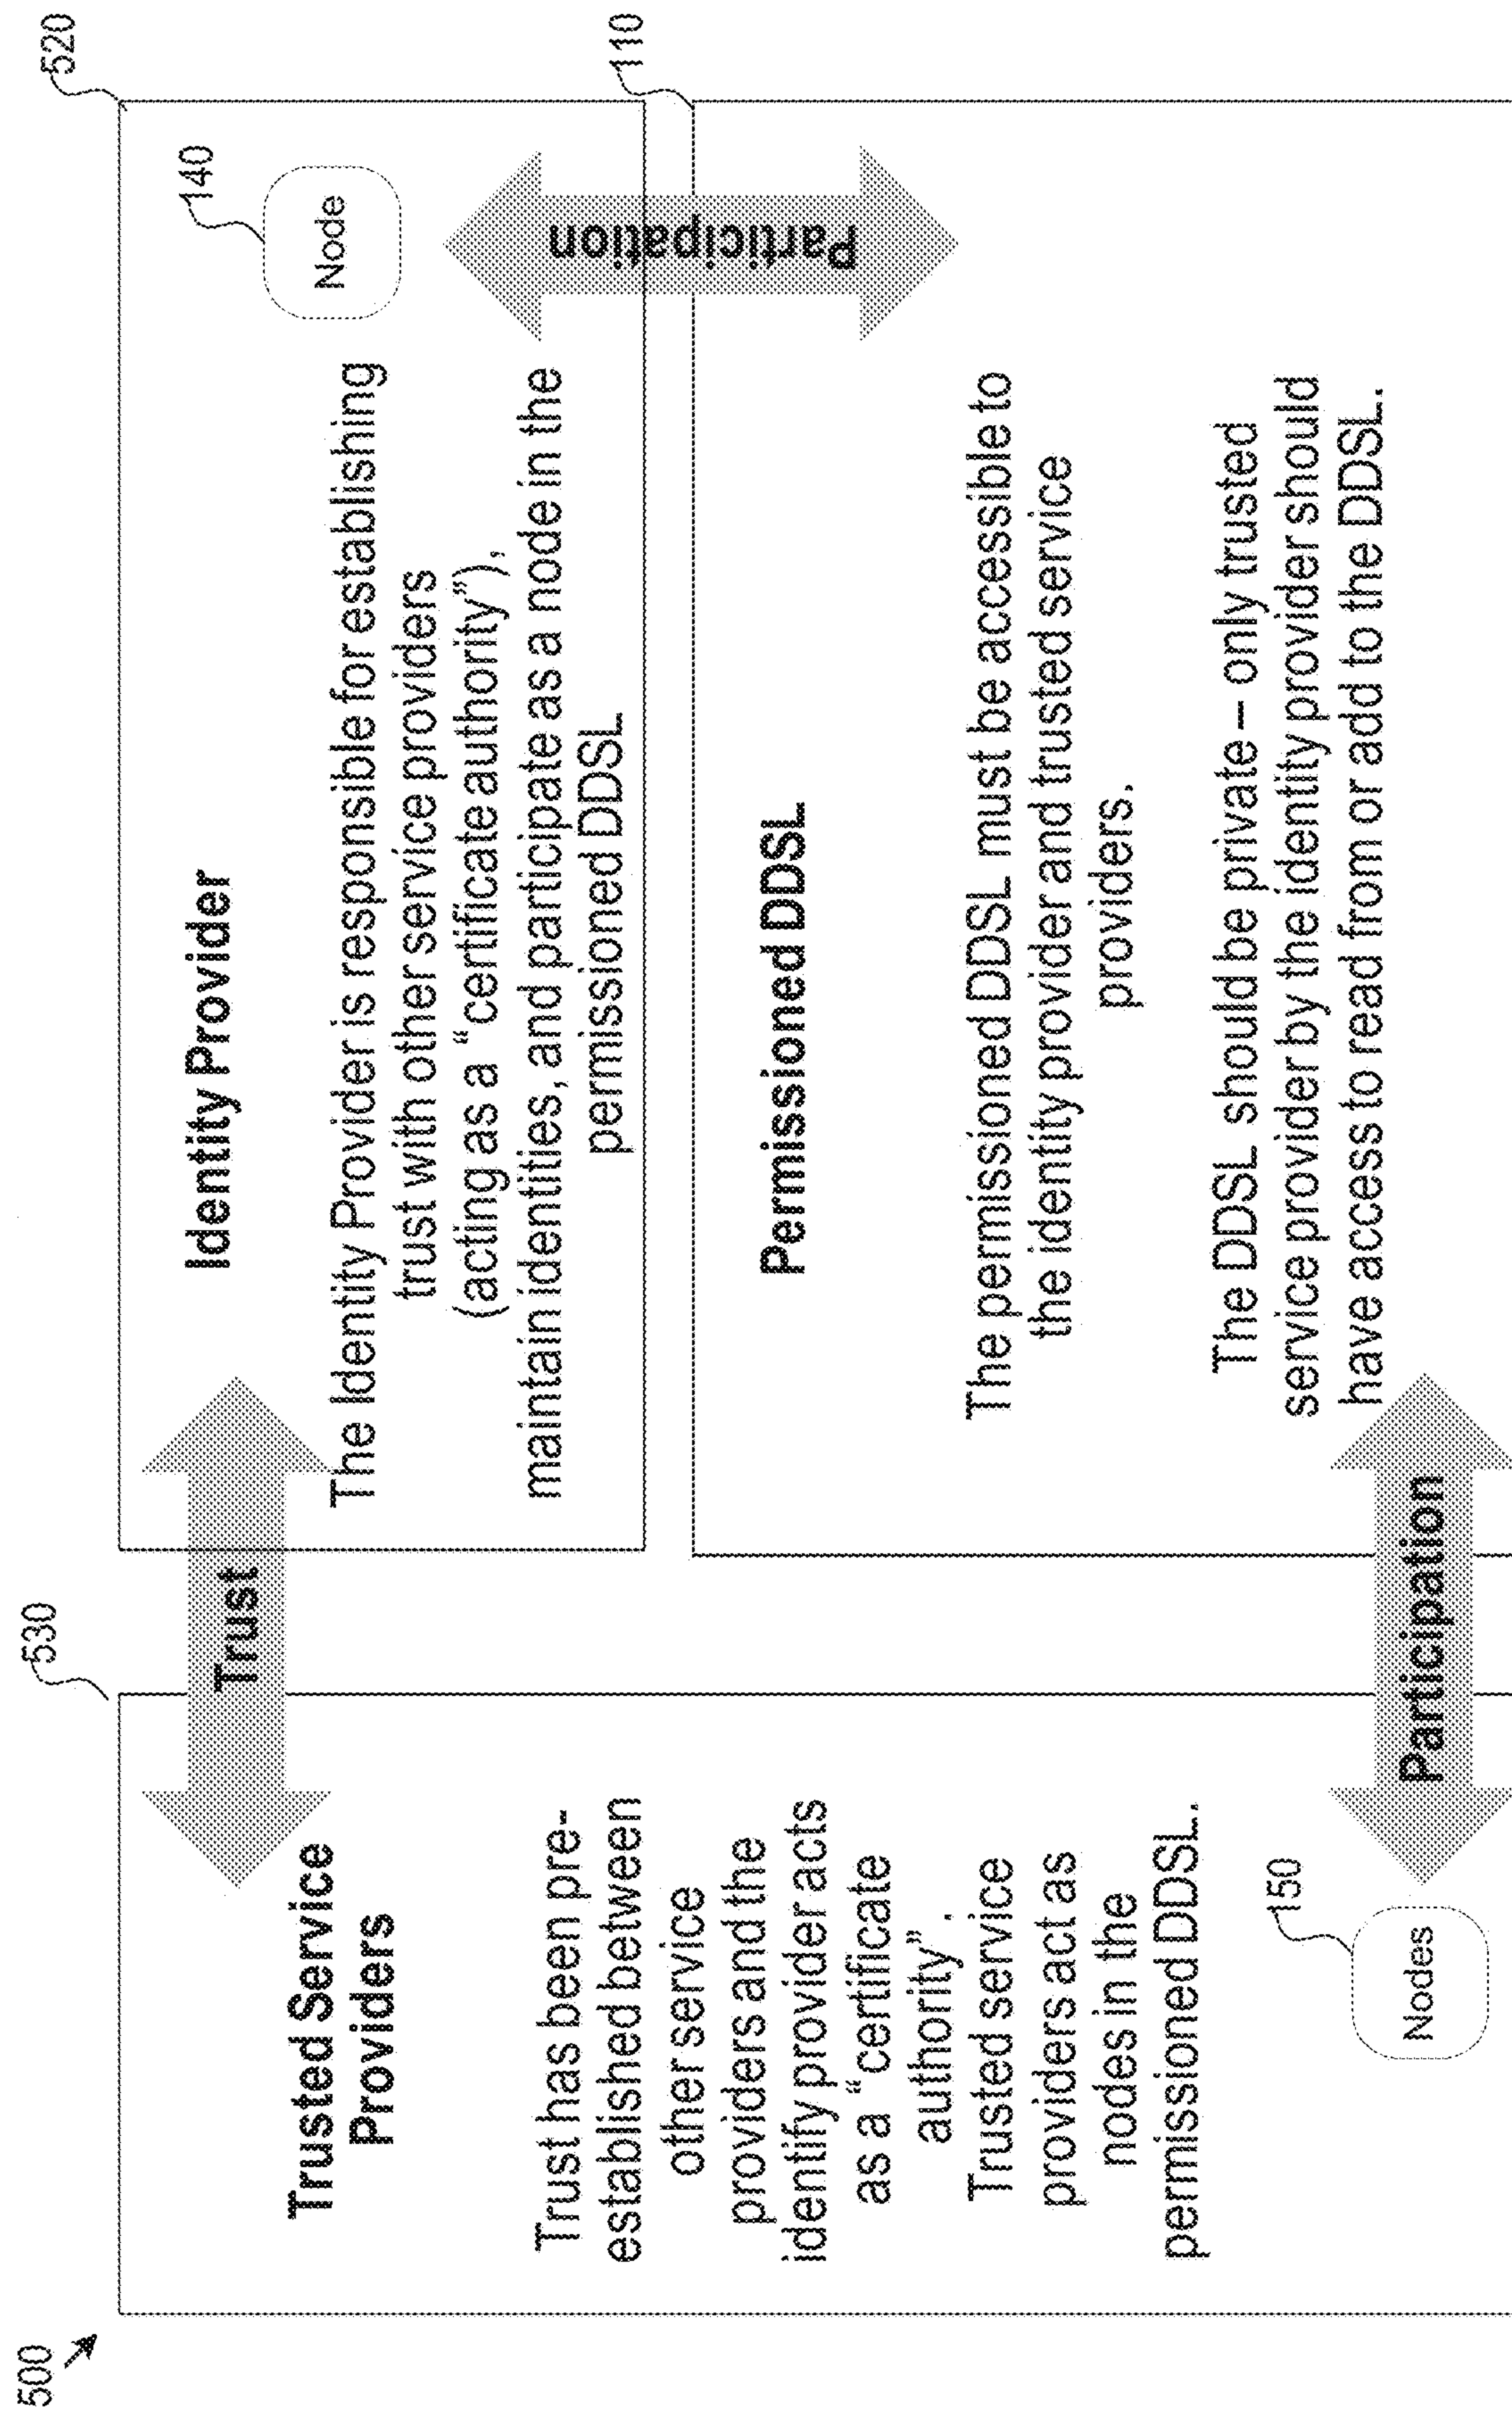 500
530
520
Trusted Service
Providers
Trust has been pre-
established between
other service
providers and the
identify provider acts
as a “certificate
authority”.
Trusted service
providers act as
nodes in the
permissioned DDSL.
150
Nodes
Trust
Identity Provider
140
Node
The Identity Provider is responsible for establishing
trust with other service providers
(acting as a “certificate authority”),
maintain identities, and participate as a node in the
permissioned DDSL
Participation
110
Permissioned DDSL
The permissioned DDSL must be accessible to
the identity provider and trusted service
providers.
The DDSL should be private – only trusted
service provider by the identity provider should
have access to read from or add to the DDSL.
Participation